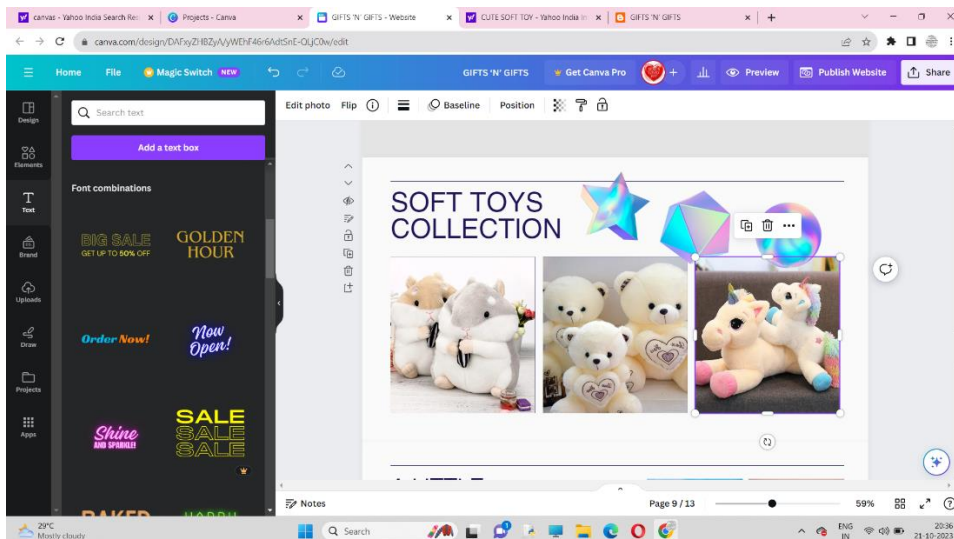 canvas - Yahoo India Search Res
Projects - Canva
GIFTS 'N' GIFTS - Website
CUTE SOFT TOY - Yahoo India In
GIFTS 'N' GIFTS
canva.com/design/DAFxyZHBZyA/yWEhF46r6AdtSnE-OLjC0w/edit
Home
File
Magic Switch
NEW
GIFTS 'N' GIFTS
Get Canva Pro
Preview
Publish Website
Share
Design
Elements
Text
Brand
Uploads
Draw
Projects
Apps
Search text
Add a text box
Font combinations
BIG SALE
GET UP TO 50% OFF
GOLDEN
HOUR
Order Now!
Now
Open!
Shine
AND SPARKLE!
SALE
SALE
SALE
BAKED
HAPPY
Edit photo
Flip
Baseline
Position
SOFT TOYS
COLLECTION
A LITTLE
Notes
Page 9 / 13
59%
29°C
Mostly cloudy
Search
ENG
IN
20:36
21-10-2023